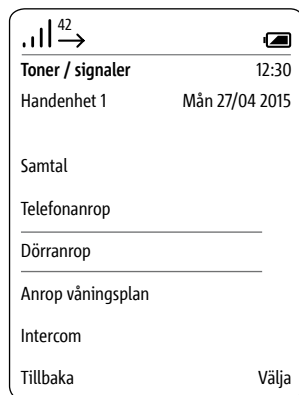 42
Toner / signaler 12:30
Handenhet 1 Mån 27/04 2015
Samtal
Telefonanrop
Dörranrop
Anrop våningsplan
Intercom
Tillbaka Välja